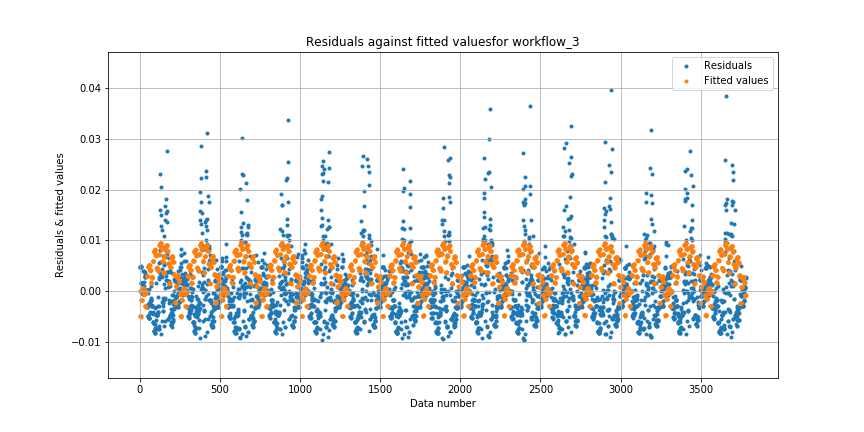 Residuals against fitted valuesfor workflow_3
Residuals
Fitted values
Residuals & fitted values
0.04
0.03
0.02
0.01
0.00
−0.01
0 500 1000 1500 2000 2500 3000 3500
Data number